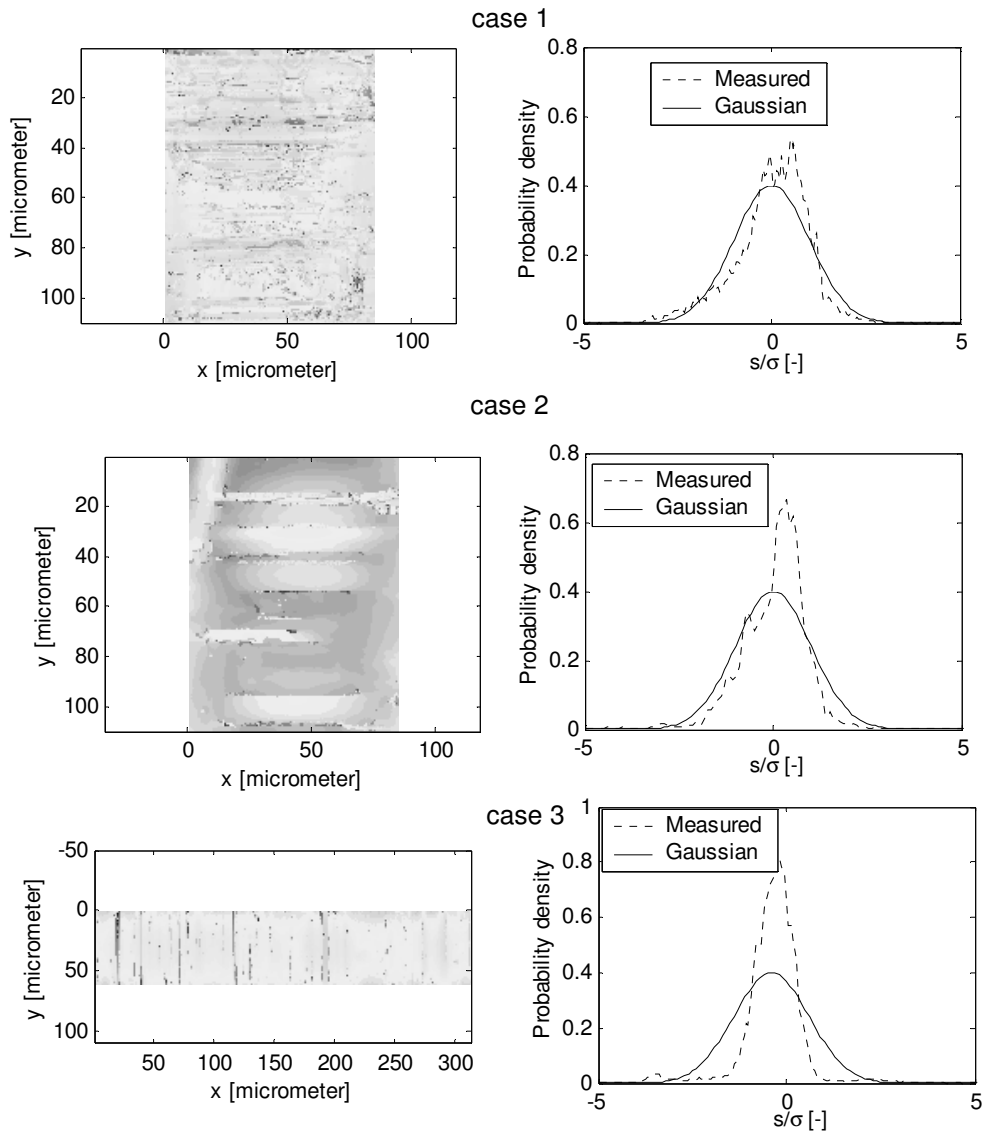 case 1
20
40
60
80
100
y [micrometer]
0
50
100
x [micrometer]
0.8
0.6
0.4
0.2
0
Probability density
Measured
Gaussian
-5
0
5
s/σ [-]
case 2
20
40
60
80
100
y [micrometer]
0
50
100
x [micrometer]
0.8
0.6
0.4
0.2
0
Probability density
Measured
Gaussian
-5
0
5
s/σ [-]
case 3
-50
0
50
100
y [micrometer]
50
100
150
200
250
300
x [micrometer]
1
0.8
0.6
0.4
0.2
0
Probability density
Measured
Gaussian
-5
0
5
s/σ [-]